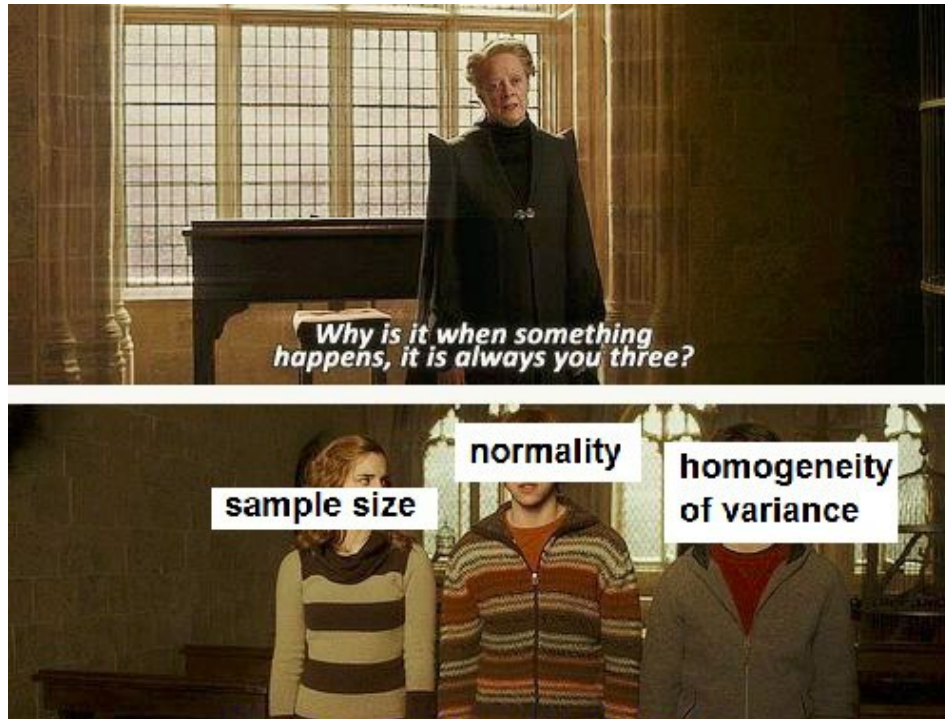 Why is it when something
happens, it is always you three?
normality
homogeneity
of variance
sample size